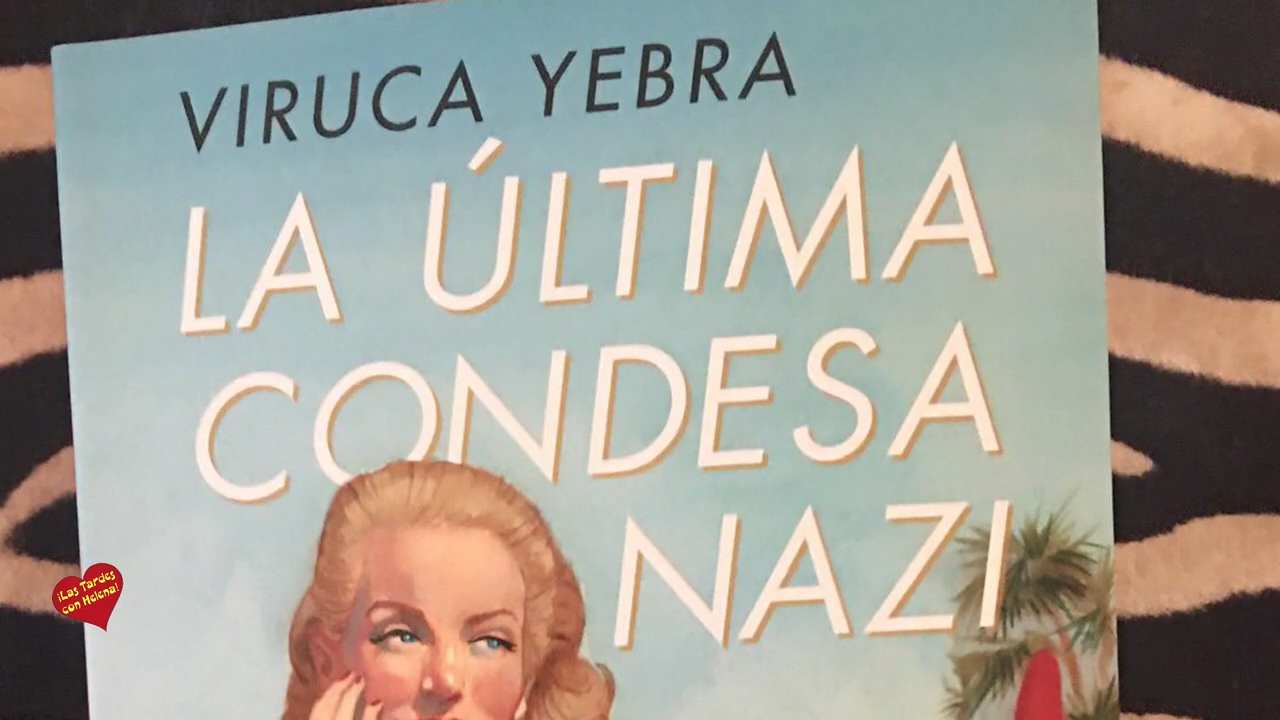 VIRUCA YEBRA
LA ÚLTIMA
CONDESA
NAZI
¡Las Tardes
con Helena!